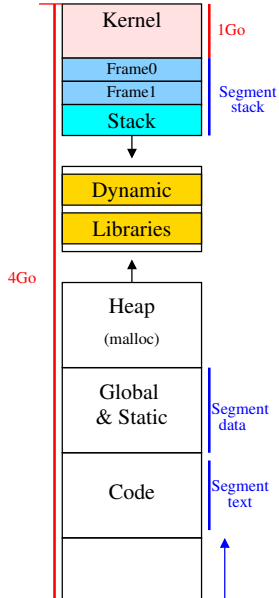 Kernel
1Go
Frame0
Frame1
Segment
stack
Stack
Dynamic
Libraries
4Go
Heap
(malloc)
Global
& Static
Segment
data
Code
Segment
text